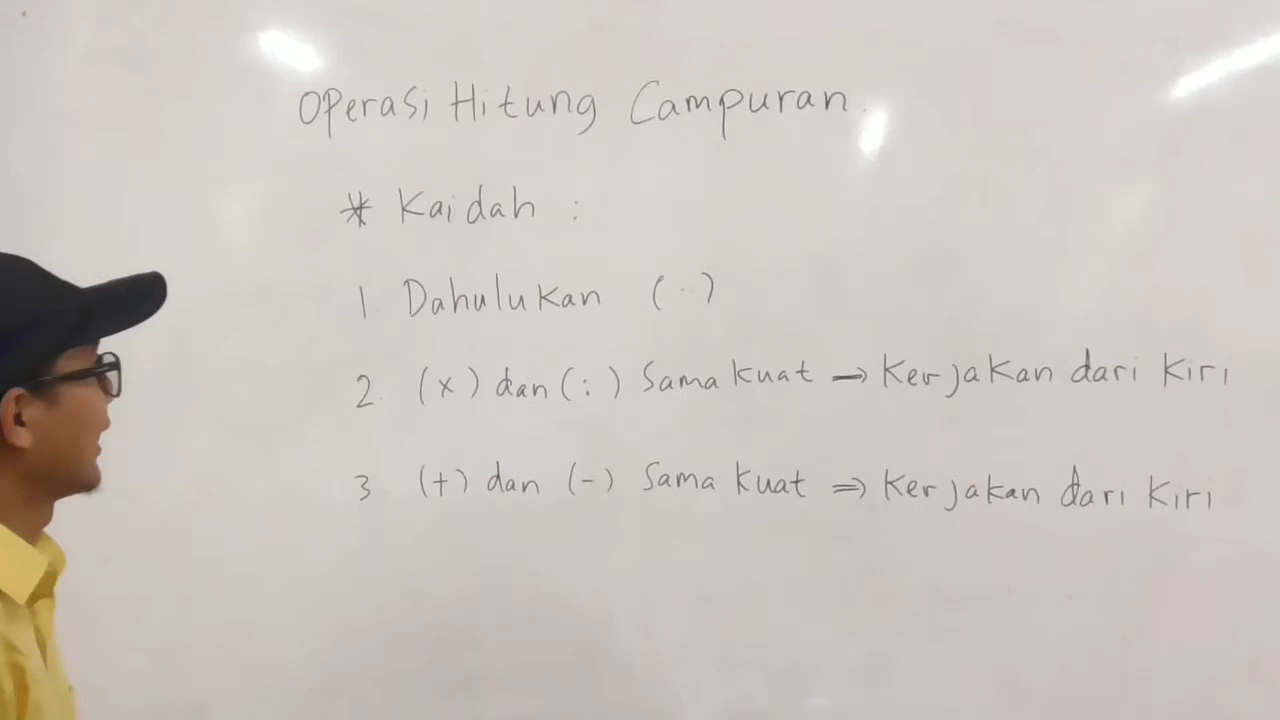 Operasi Hitung Campuran
* Kaidah :
1 Dahulukan (..)
2. (x) dan (:) Sama kuat → Kerjakan dari kiri
3 (+) dan (-) Sama kuat ⇒ Kerjakan dari kiri